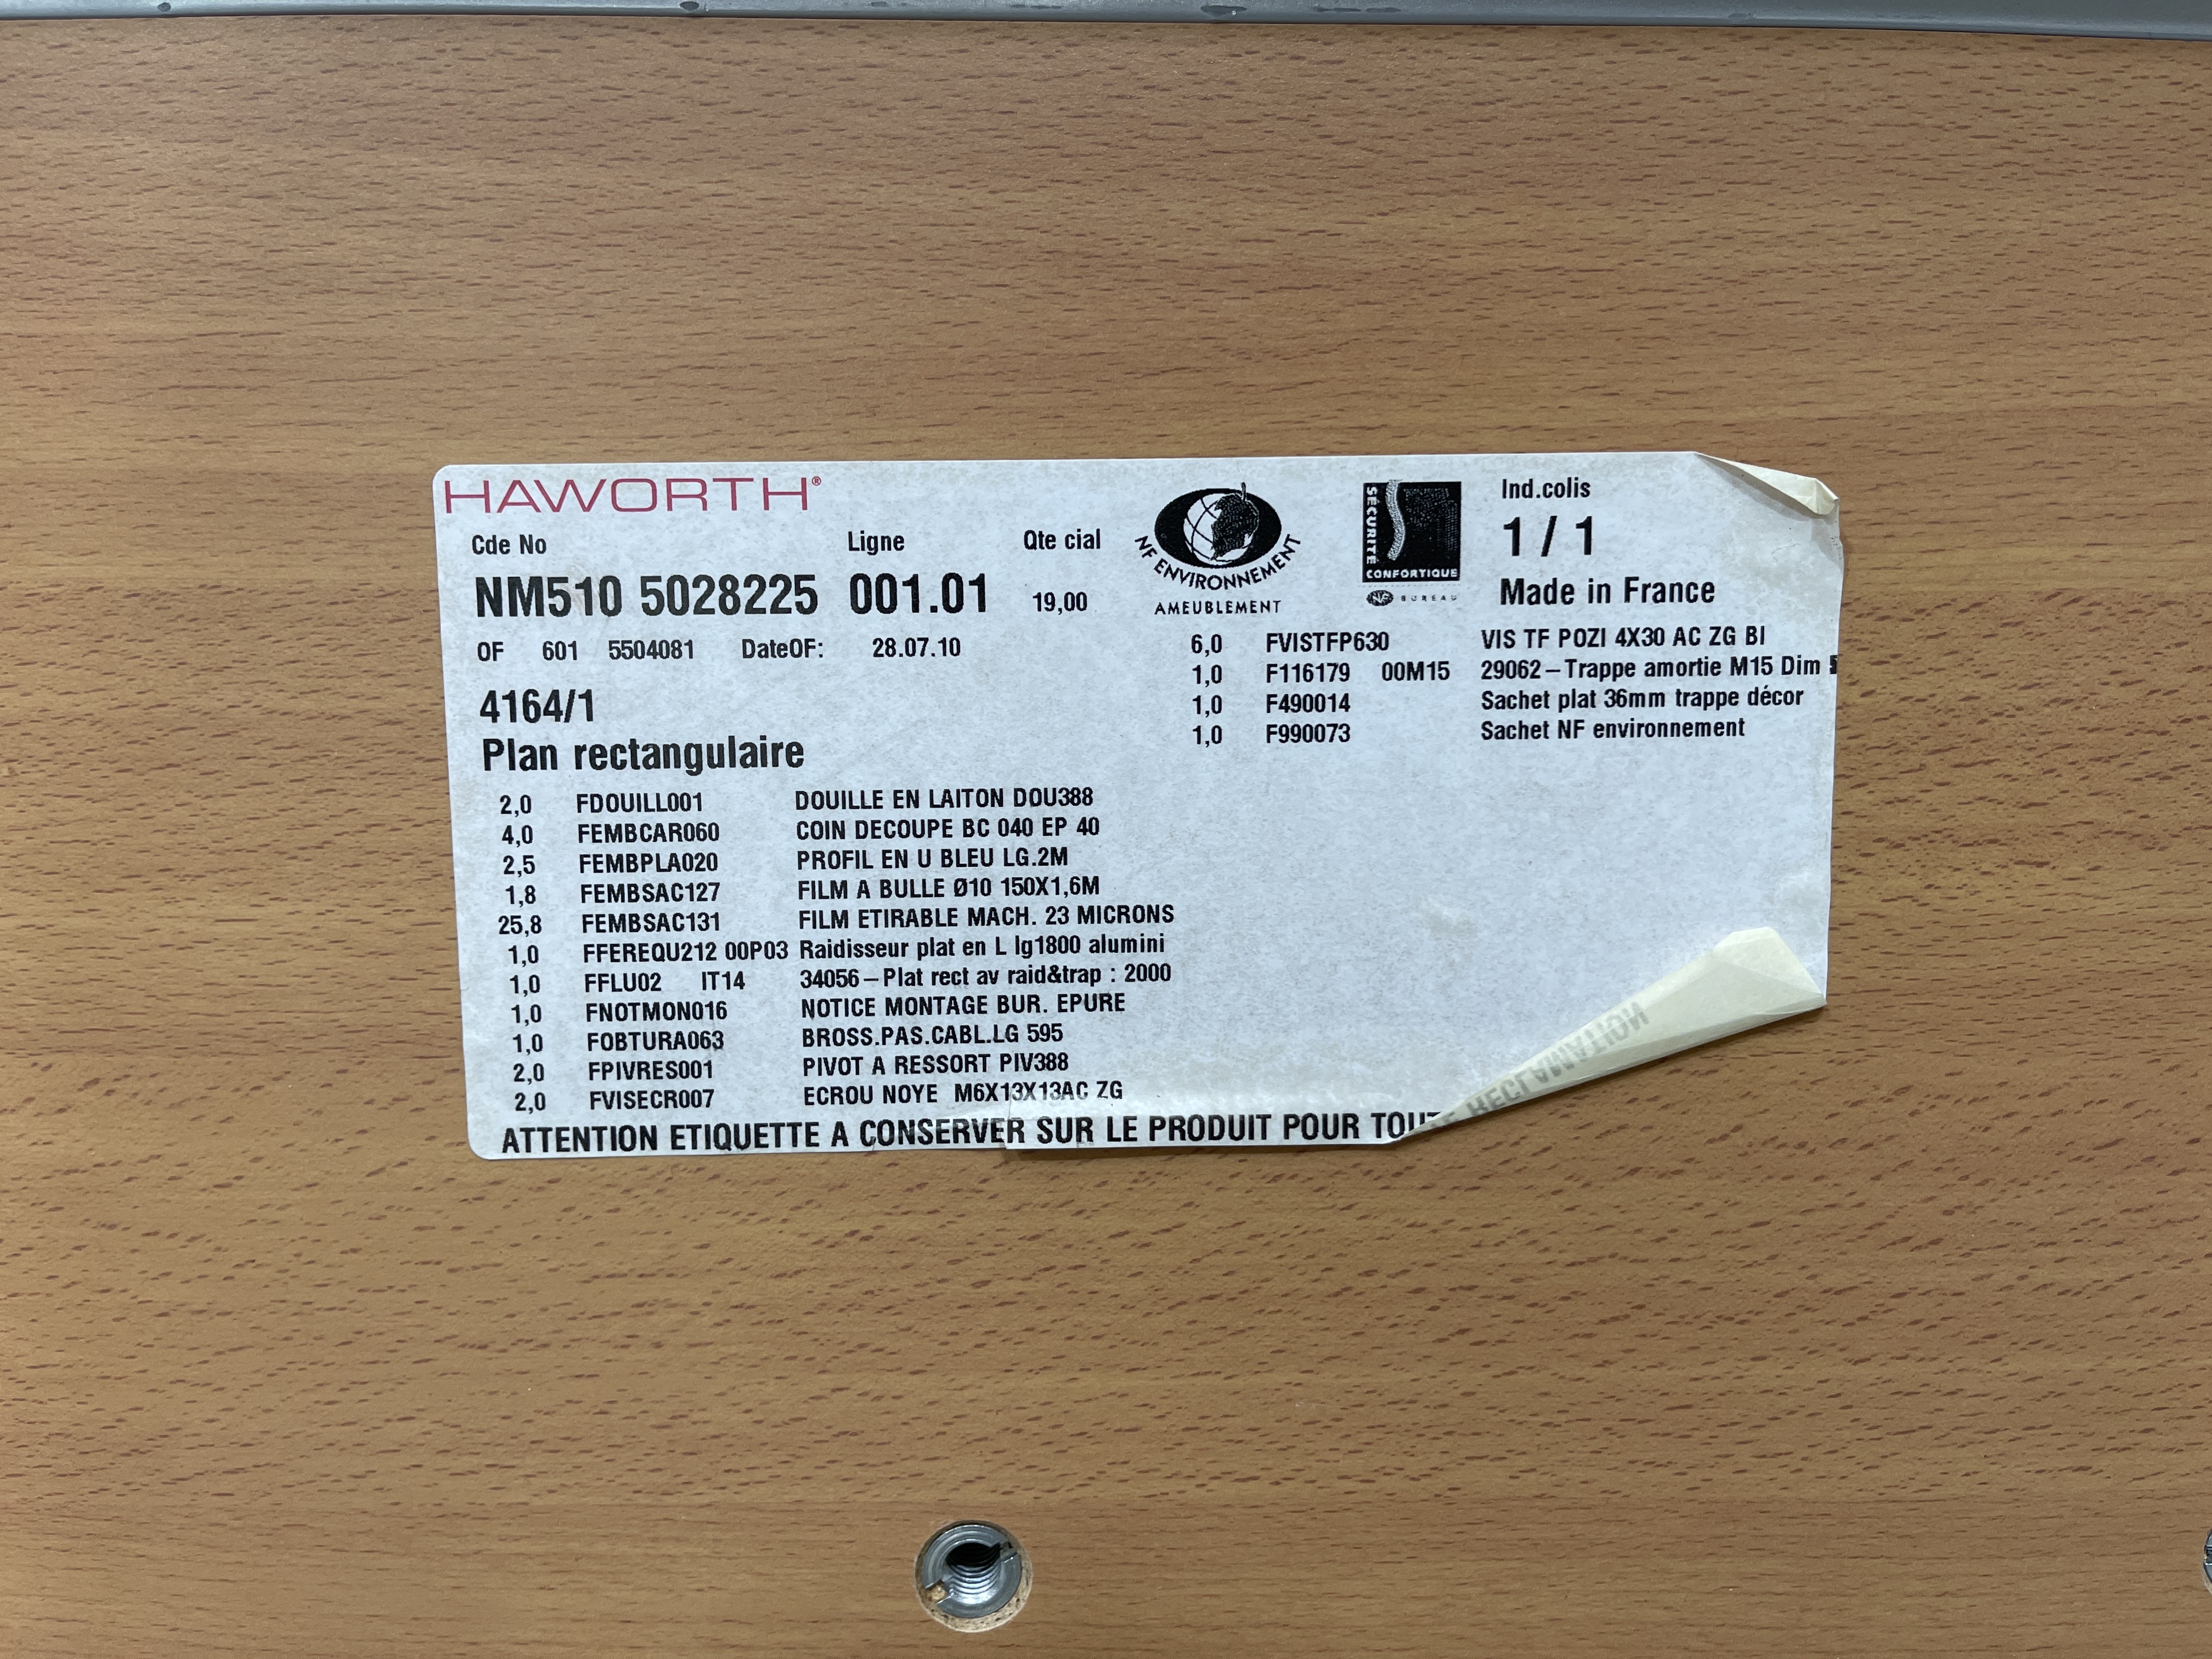 HAWORTH®
Cde No Ligne Qte cial
NM510 5028225 001.01 19,00
OF 601 5504081 DateOF: 28.07.10
4164/1
Plan rectangulaire
2,0 FDOUILL001 DOUILLE EN LAITON DOU388
4,0 FEMBCAR060 COIN DECOUPE BC 040 EP 40
2,5 FEMBPLA020 PROFIL EN U BLEU LG.2M
1,8 FEMBSAC127 FILM A BULLE Ø10 150X1,6M
25,8 FEMBSAC131 FILM ETIRABLE MACH. 23 MICRONS
1,0 FFEREQU212 00P03 Raidisseur plat en L lg1800 alumini
1,0 FFLU02 IT14 34056–Plat rect av raid&trap : 2000
1,0 FNOTMON016 NOTICE MONTAGE BUR. EPURE
1,0 FOBTURA063 BROSS.PAS.CABL.LG 595
2,0 FPIVRES001 PIVOT A RESSORT PIV388
2,0 FVISECR007 ECROU NOYE M6X13X13AC ZG
NF ENVIRONNEMENT
AMEUBLEMENT
SÉCURITÉ
CONFORTIQUE
NF BUREAU
Ind.colis
1 / 1
Made in France
6,0 FVISTFP630 VIS TF POZI 4X30 AC ZG BI
1,0 F116179 00M15 29062–Trappe amortie M15 Dim
1,0 F490014 Sachet plat 36mm trappe décor
1,0 F990073 Sachet NF environnement
ATTENTION ETIQUETTE A CONSERVER SUR LE PRODUIT POUR TOUTE RECLAMATION